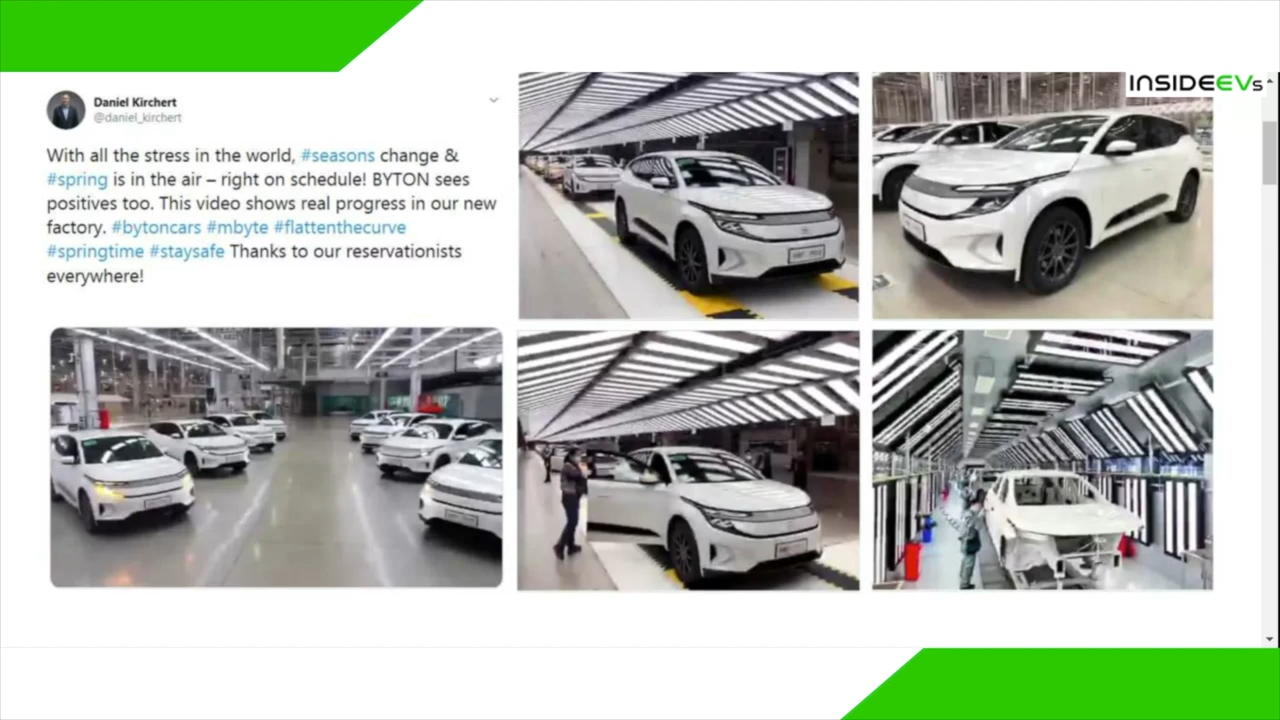 INSIDEEVs
Daniel Kirchert
@daniel_kirchert
With all the stress in the world, #seasons change &
#spring is in the air – right on schedule! BYTON sees
positives too. This video shows real progress in our new
factory. #bytoncars #mbyte #flattenthecurve
#springtime #staysafe Thanks to our reservationists
everywhere!